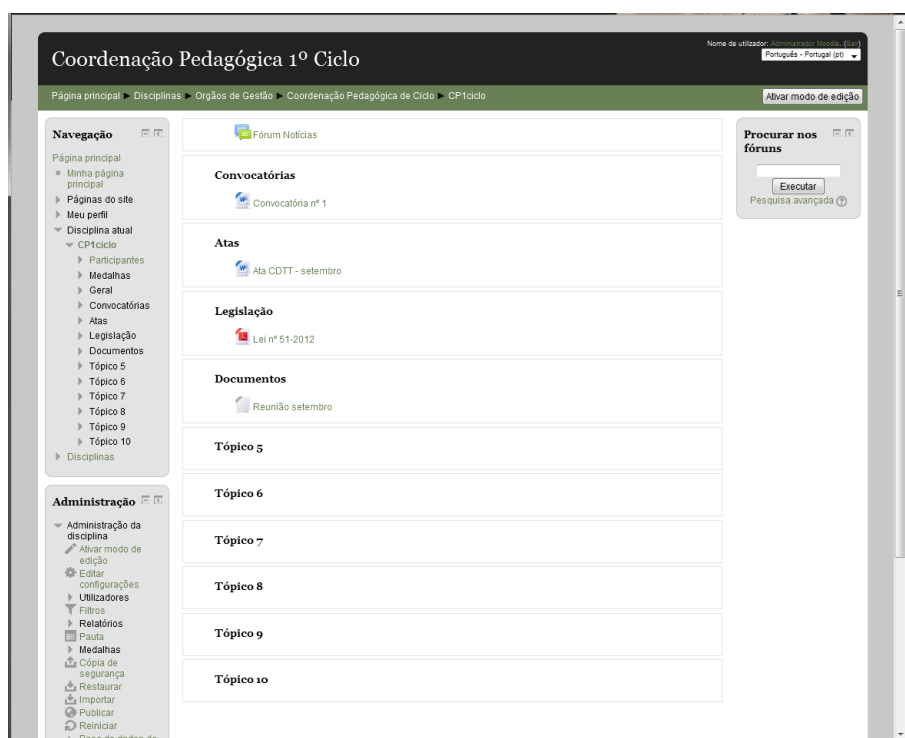 Coordenação Pedagógica 1º Ciclo
Nome de utilizador: Administrador Moodle. (Sair)
Português - Portugal (pt)
Página principal ► Disciplinas ► Orgãos de Gestão ► Coordenação Pedagógica de Ciclo ► CP1ciclo
Ativar modo de edição
Navegação
Página principal
Minha página
principal
Páginas do site
Meu perfil
Disciplina atual
CP1ciclo
Participantes
Medalhas
Geral
Convocatórias
Atas
Legislação
Documentos
Tópico 5
Tópico 6
Tópico 7
Tópico 8
Tópico 9
Tópico 10
Disciplinas
Administração
Administração da
disciplina
Ativar modo de
edição
Editar
configurações
Utilizadores
Filtros
Relatórios
Pauta
Medalhas
Cópia de
segurança
Restaurar
Importar
Publicar
Reiniciar
Fórum Notícias
Convocatórias
Convocatória nº 1
Atas
Ata CDTT - setembro
Legislação
Lei nº 51-2012
Documentos
Reunião setembro
Tópico 5
Tópico 6
Tópico 7
Tópico 8
Tópico 9
Tópico 10
Procurar nos
fóruns
Executar
Pesquisa avançada